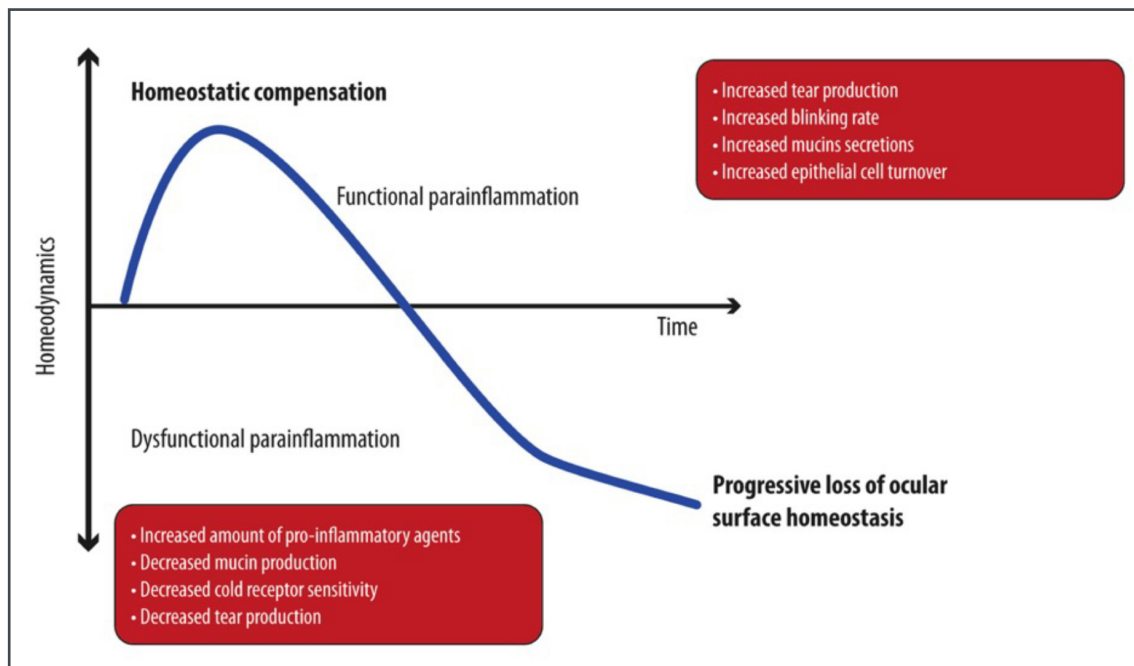 Homeostatic compensation
• Increased tear production
• Increased blinking rate
• Increased mucins secretions
• Increased epithelial cell turnover
Functional parainflammation
Homeodynamics
Time
Dysfunctional parainflammation
Progressive loss of ocular
surface homeostasis
• Increased amount of pro-inflammatory agents
• Decreased mucin production
• Decreased cold receptor sensitivity
• Decreased tear production